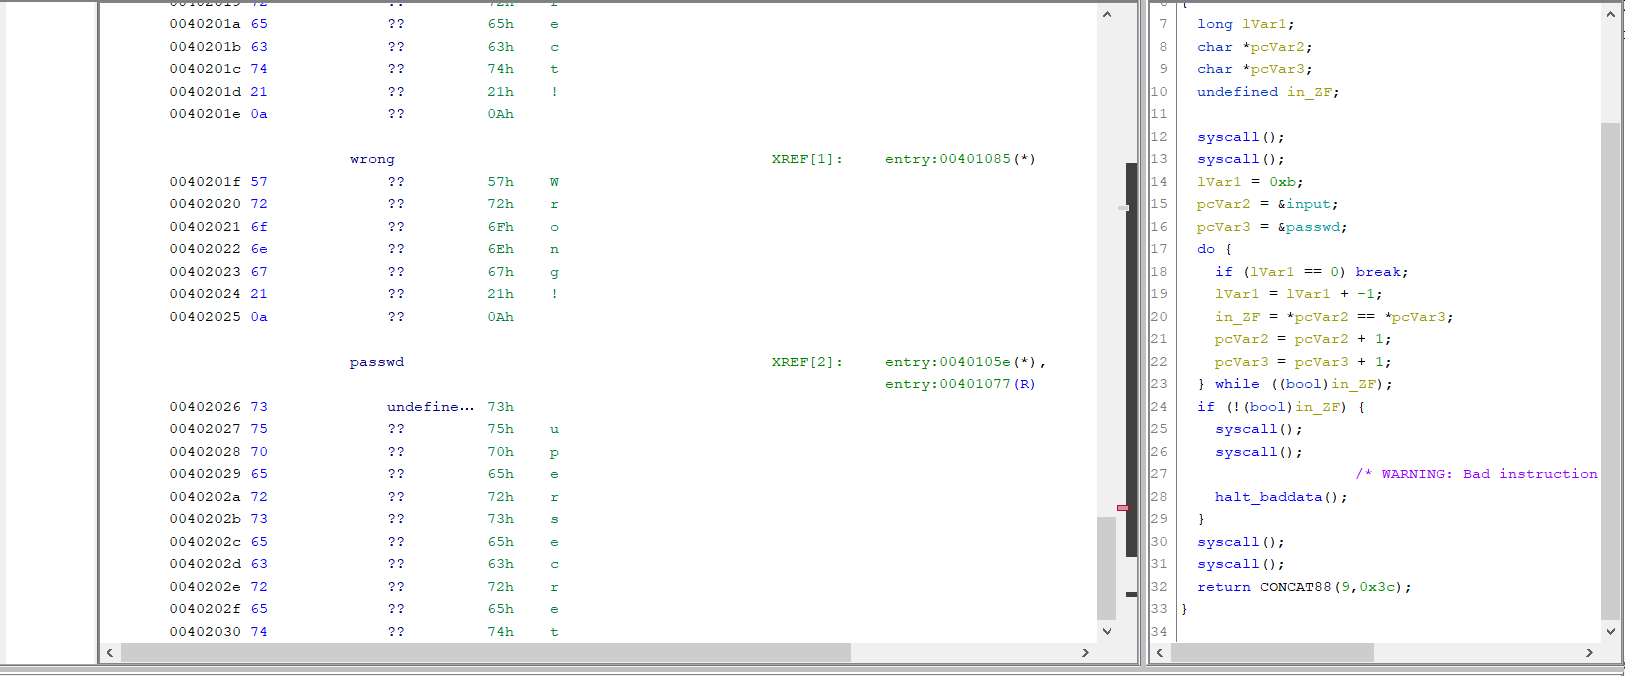 0040201a 65 ?? 65h e
0040201b 63 ?? 63h c
0040201c 74 ?? 74h t
0040201d 21 ?? 21h !
0040201e 0a ?? 0Ah
wrong XREF[1]: entry:00401085(*)
0040201f 57 ?? 57h W
00402020 72 ?? 72h r
00402021 6f ?? 6Fh o
00402022 6e ?? 6Eh n
00402023 67 ?? 67h g
00402024 21 ?? 21h !
00402025 0a ?? 0Ah
passwd XREF[2]: entry:0040105e(*),
entry:00401077(R)
00402026 73 undefine... 73h
00402027 75 ?? 75h u
00402028 70 ?? 70h p
00402029 65 ?? 65h e
0040202a 72 ?? 72h r
0040202b 73 ?? 73h s
0040202c 65 ?? 65h e
0040202d 63 ?? 63h c
0040202e 72 ?? 72h r
0040202f 65 ?? 65h e
00402030 74 ?? 74h t
6 {
7 long lVar1;
8 char *pcVar2;
9 char *pcVar3;
10 undefined in_ZF;
11
12 syscall();
13 syscall();
14 lVar1 = 0xb;
15 pcVar2 = &input;
16 pcVar3 = &passwd;
17 do {
18 if (lVar1 == 0) break;
19 lVar1 = lVar1 + -1;
20 in_ZF = *pcVar2 == *pcVar3;
21 pcVar2 = pcVar2 + 1;
22 pcVar3 = pcVar3 + 1;
23 } while ((bool)in_ZF);
24 if (!(bool)in_ZF) {
25 syscall();
26 syscall();
27 /* WARNING: Bad instruction
28 halt_baddata();
29 }
30 syscall();
31 syscall();
32 return CONCAT88(9,0x3c);
33 }
34